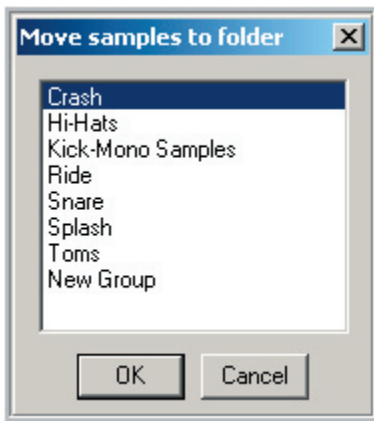 Move samples to folder
Crash
Hi-Hats
Kick-Mono Samples
Ride
Snare
Splash
Toms
New Group
OK
Cancel